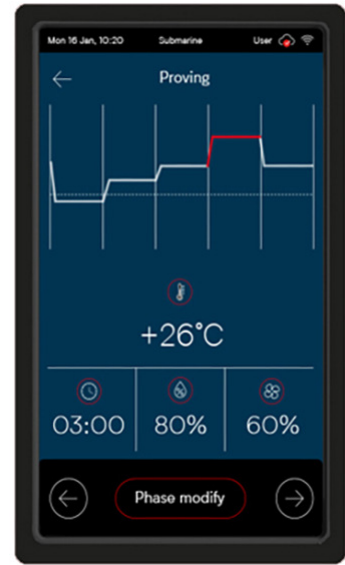 Mon 16 Jan, 10:20 Submarine User
Proving
+26°C
03:00 80% 60%
Phase modify